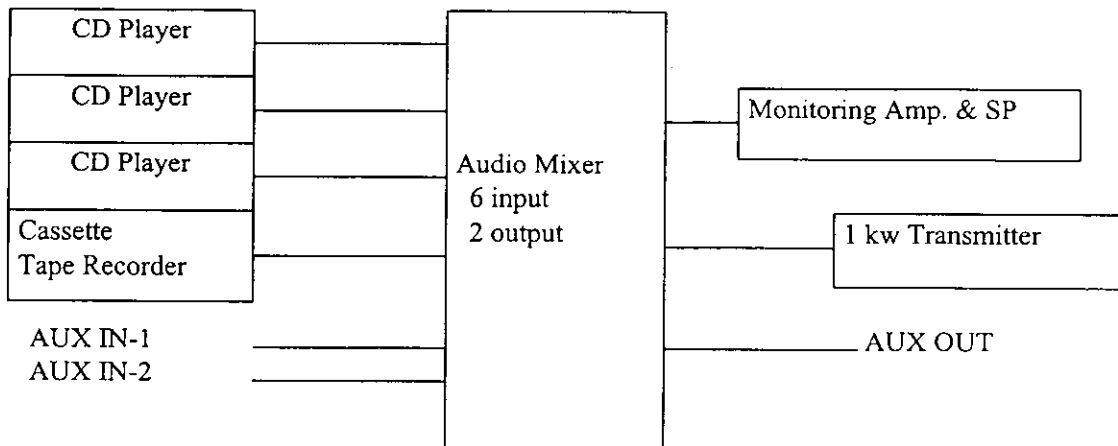 CD Player
CD Player
CD Player
Cassette
Tape Recorder
AUX IN-1
AUX IN-2
Audio Mixer
6 input
2 output
Monitoring Amp. & SP
1 kw Transmitter
AUX OUT